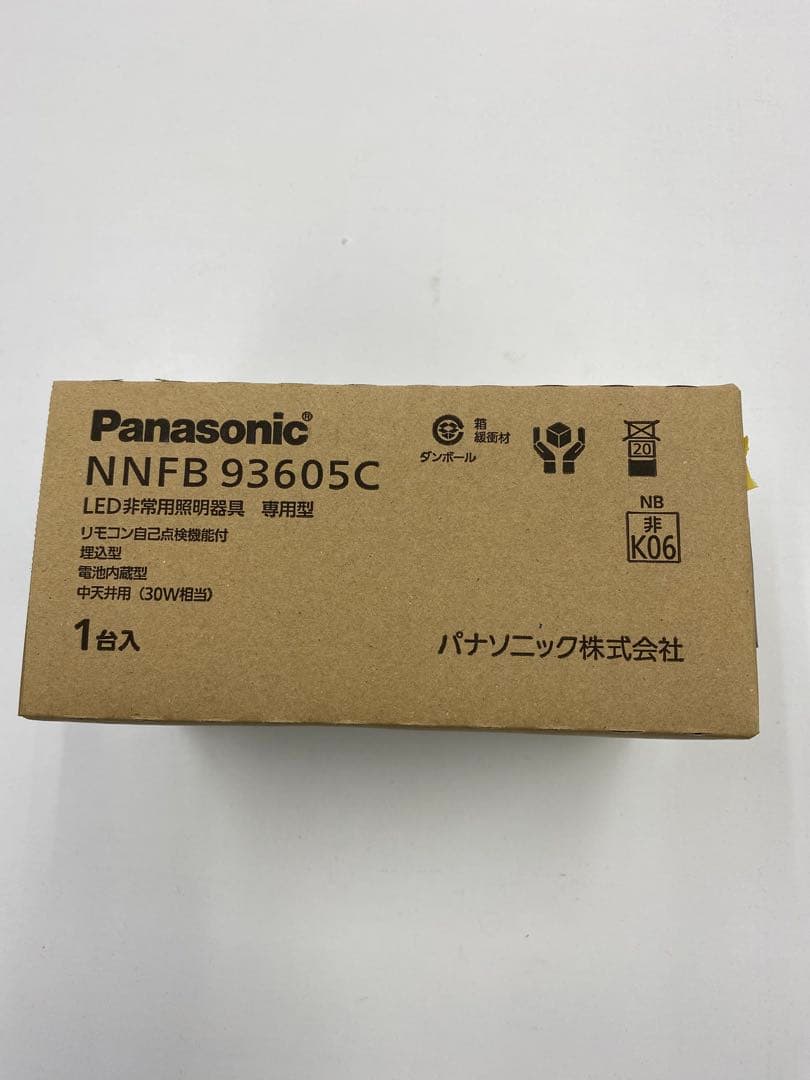 Panasonic®
NNFB 93605C
LED非常用照明器具 専用型
リモコン自己点検機能付
埋込型
電池内蔵型
中天井用(30W相当)
1台入
ダンボール
箱
緩衝材
20
NB
非
K06
パナソニック株式会社